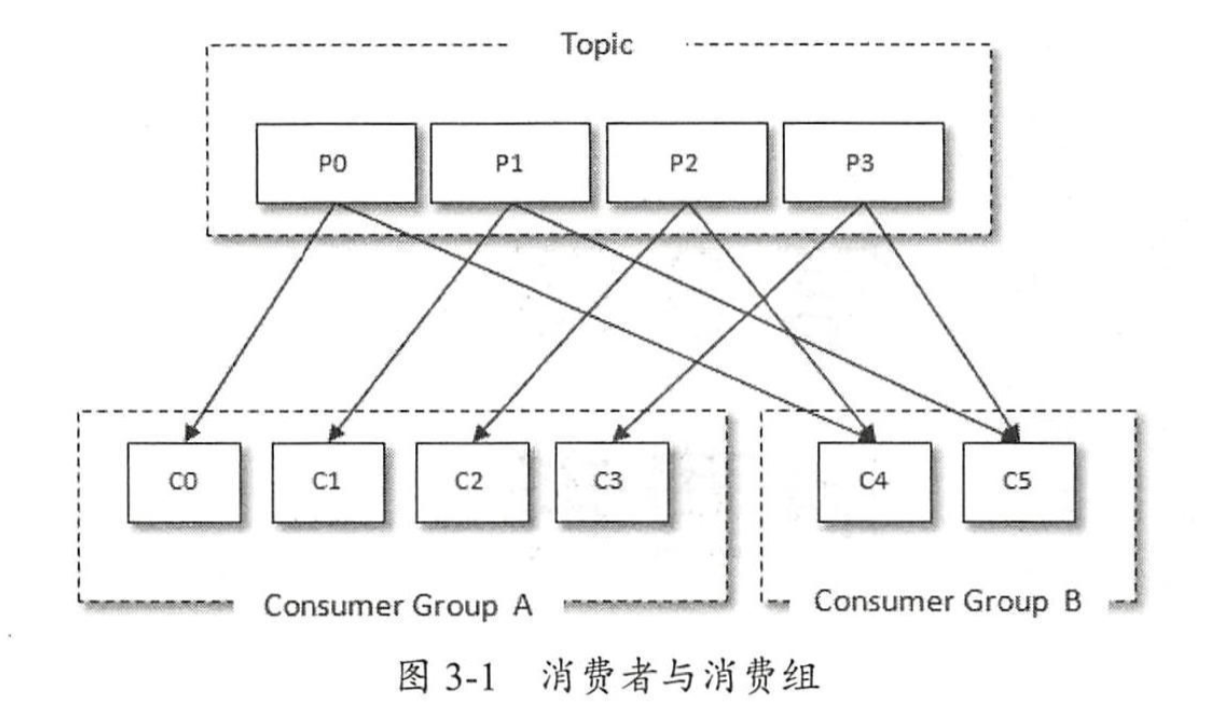 Topic
P0 P1 P2 P3
C0 C1 C2 C3 C4 C5
Consumer Group A Consumer Group B
图 3-1 消费者与消费组